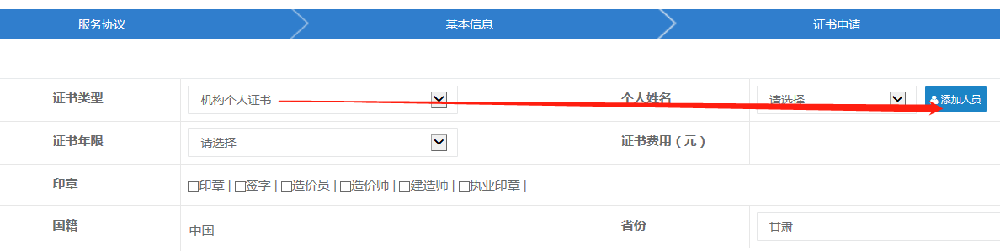 服务协议 基本信息 证书申请
证书类型 机构个人证书 个人姓名 请选择 添加人员
证书年限 请选择 证书费用（元）
印章 印章 | 签字 | 造价员 | 造价师 | 建造师 | 执业印章 |
国籍 中国 省份 甘肃